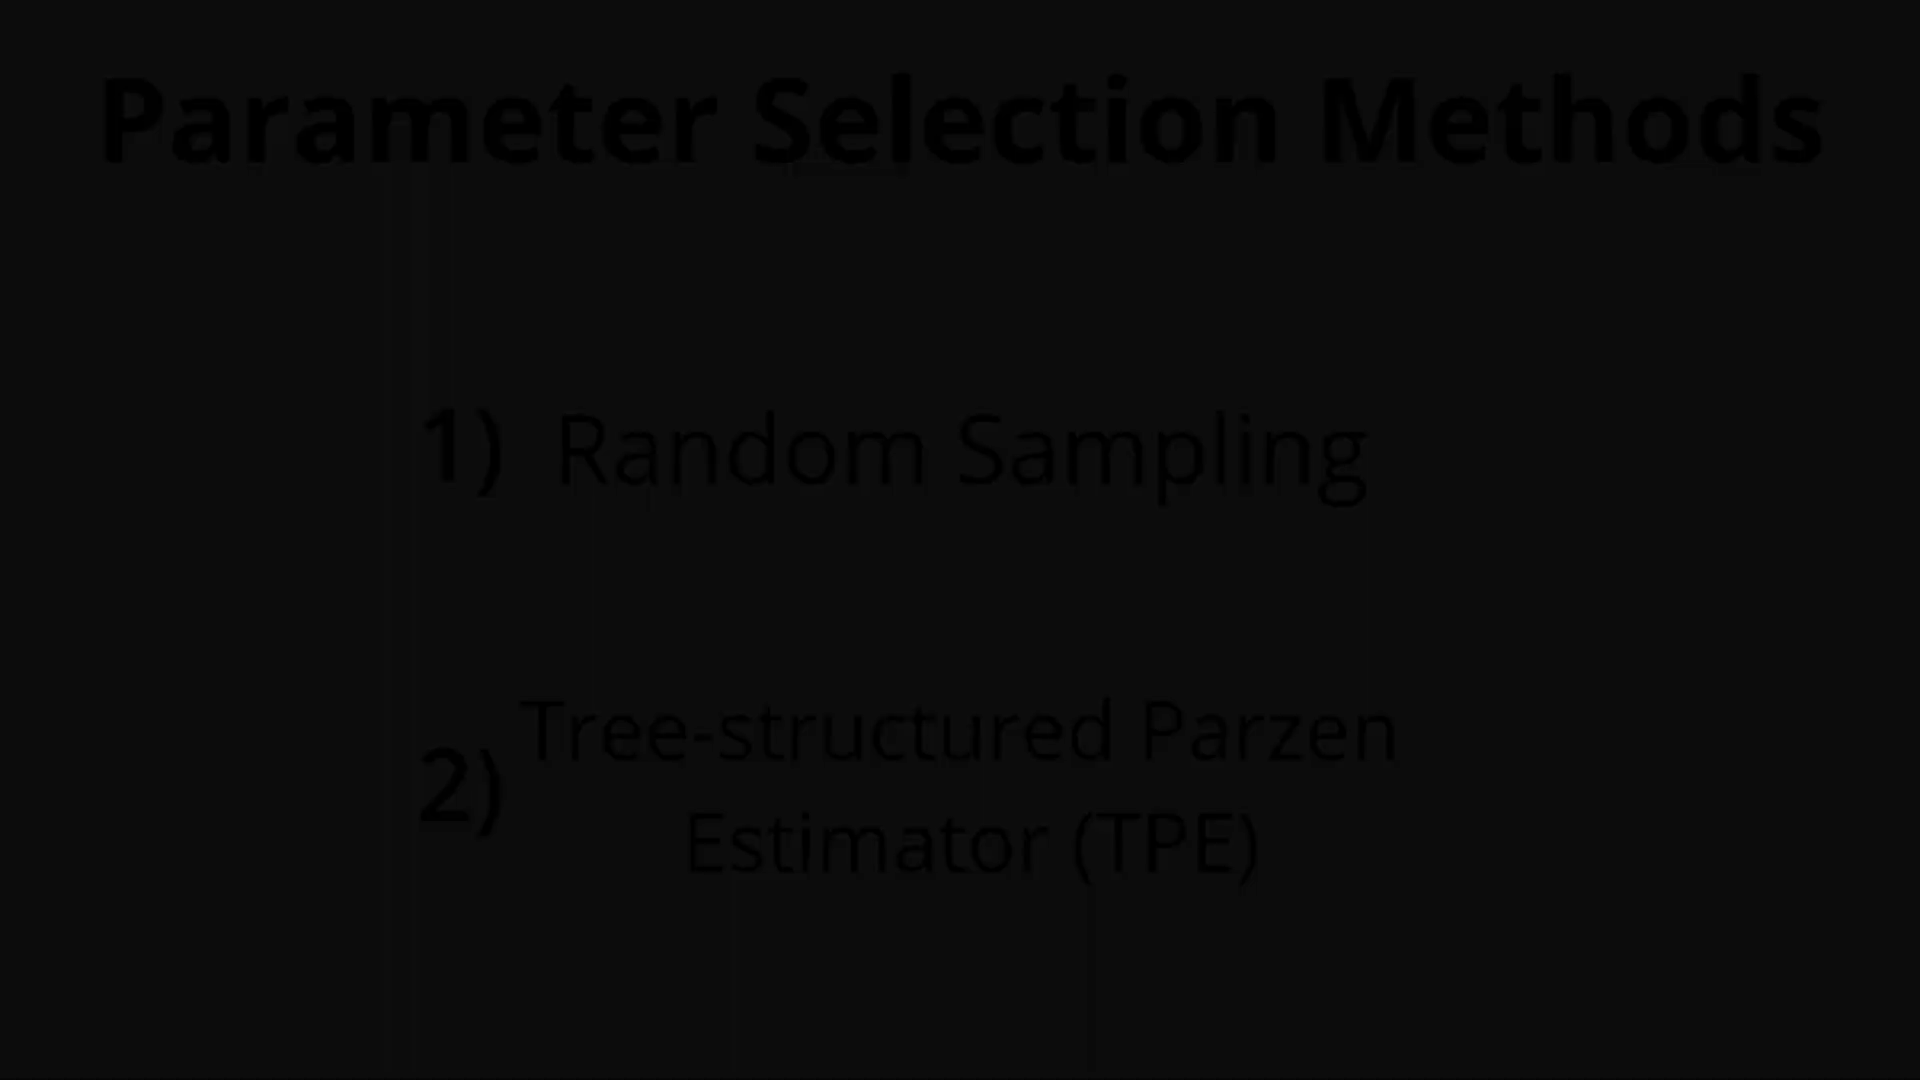 Parameter Selection Methods
1) Random Sampling
2) Tree-structured Parzen
Estimator (TPE)